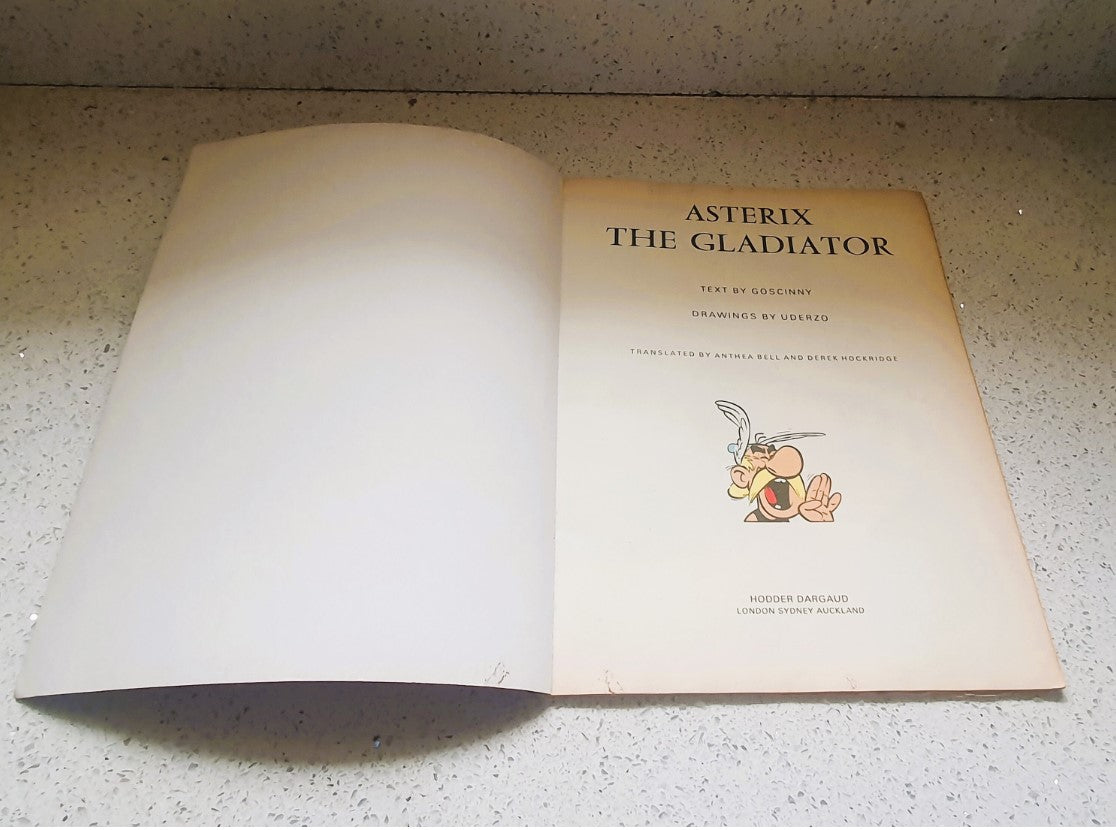 ASTERIX
THE GLADIATOR
TEXT BY GOSCINNY
DRAWINGS BY UDERZO
TRANSLATED BY ANTHEA BELL AND DEREK HOCKRIDGE
HODDER DARGAUD
LONDON SYDNEY AUCKLAND